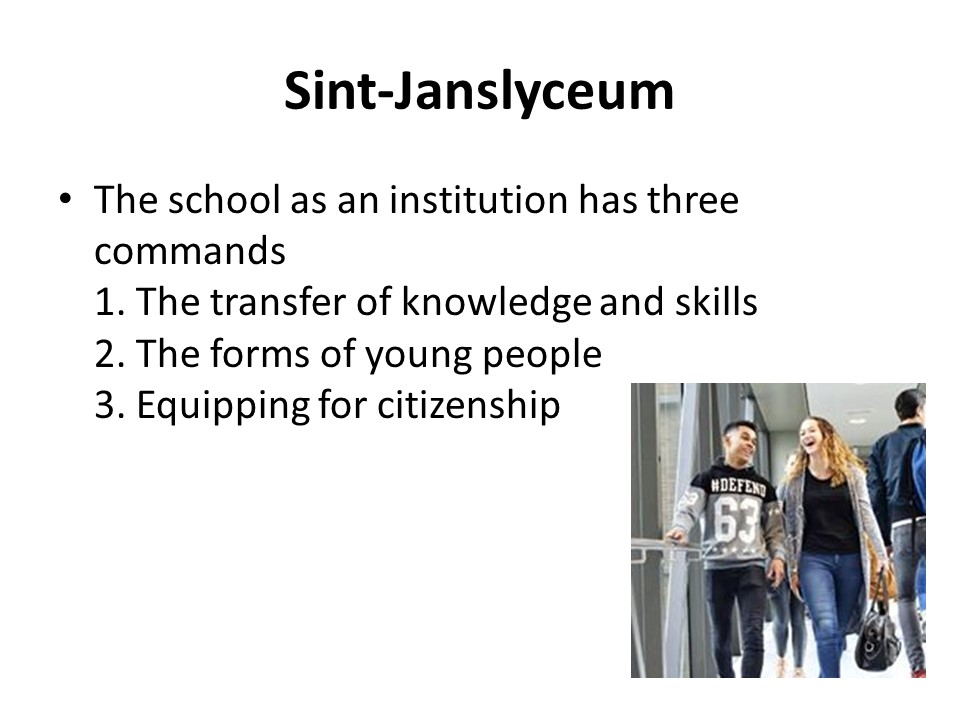 Sint-Janslyceum
• The school as an institution has three
commands
1. The transfer of knowledge and skills
2. The forms of young people
3. Equipping for citizenship
#DEFEND
63